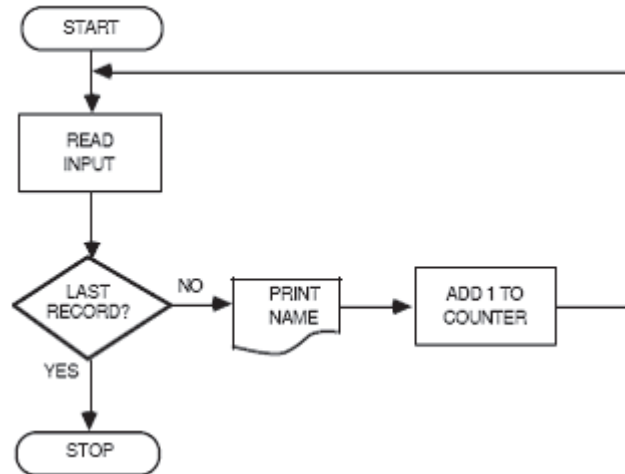 START
READ
INPUT
LAST
RECORD?
NO
PRINT
NAME
ADD 1 TO
COUNTER
YES
STOP